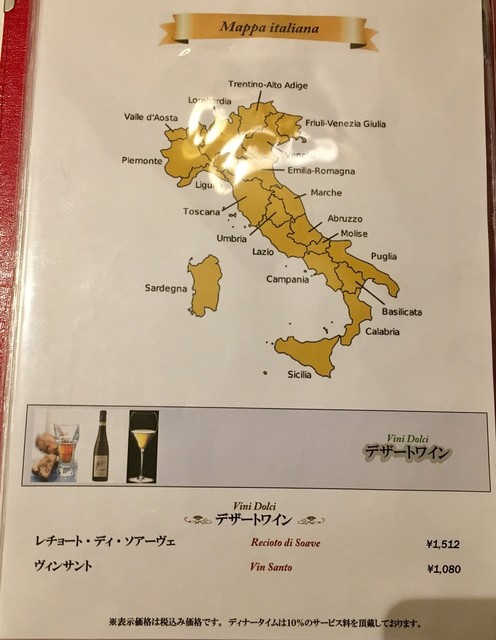 Mappa italiana
Trentino-Alto Adige
Lombardia
Valle d'Aosta
Friuli-Venezia Giulia
Veneto
Piemonte
Emilia-Romagna
Liguria
Marche
Toscana
Abruzzo
Molise
Umbria
Lazio
Puglia
Campania
Sardegna
Basilicata
Calabria
Sicilia
Vini Dolci
デザートワイン
Vini Dolci
デザートワイン
レチョート・ディ・ソアーヴェ Recioto di Soave ¥1,512
ヴィンサント Vin Santo ¥1,080
※表示価格は税込み価格です。ディナータイムは10%のサービス料を頂戴しております。